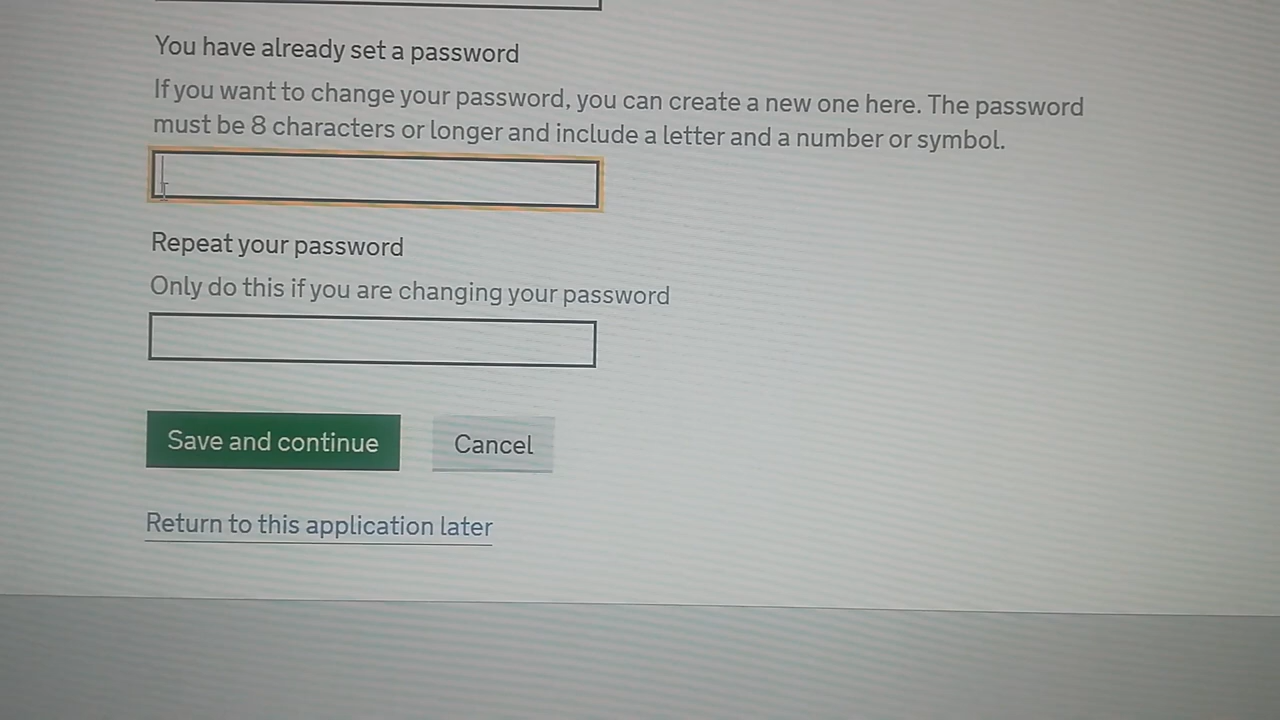 You have already set a password
If you want to change your password, you can create a new one here. The password
must be 8 characters or longer and include a letter and a number or symbol.
Repeat your password
Only do this if you are changing your password
Save and continue
Cancel
Return to this application later